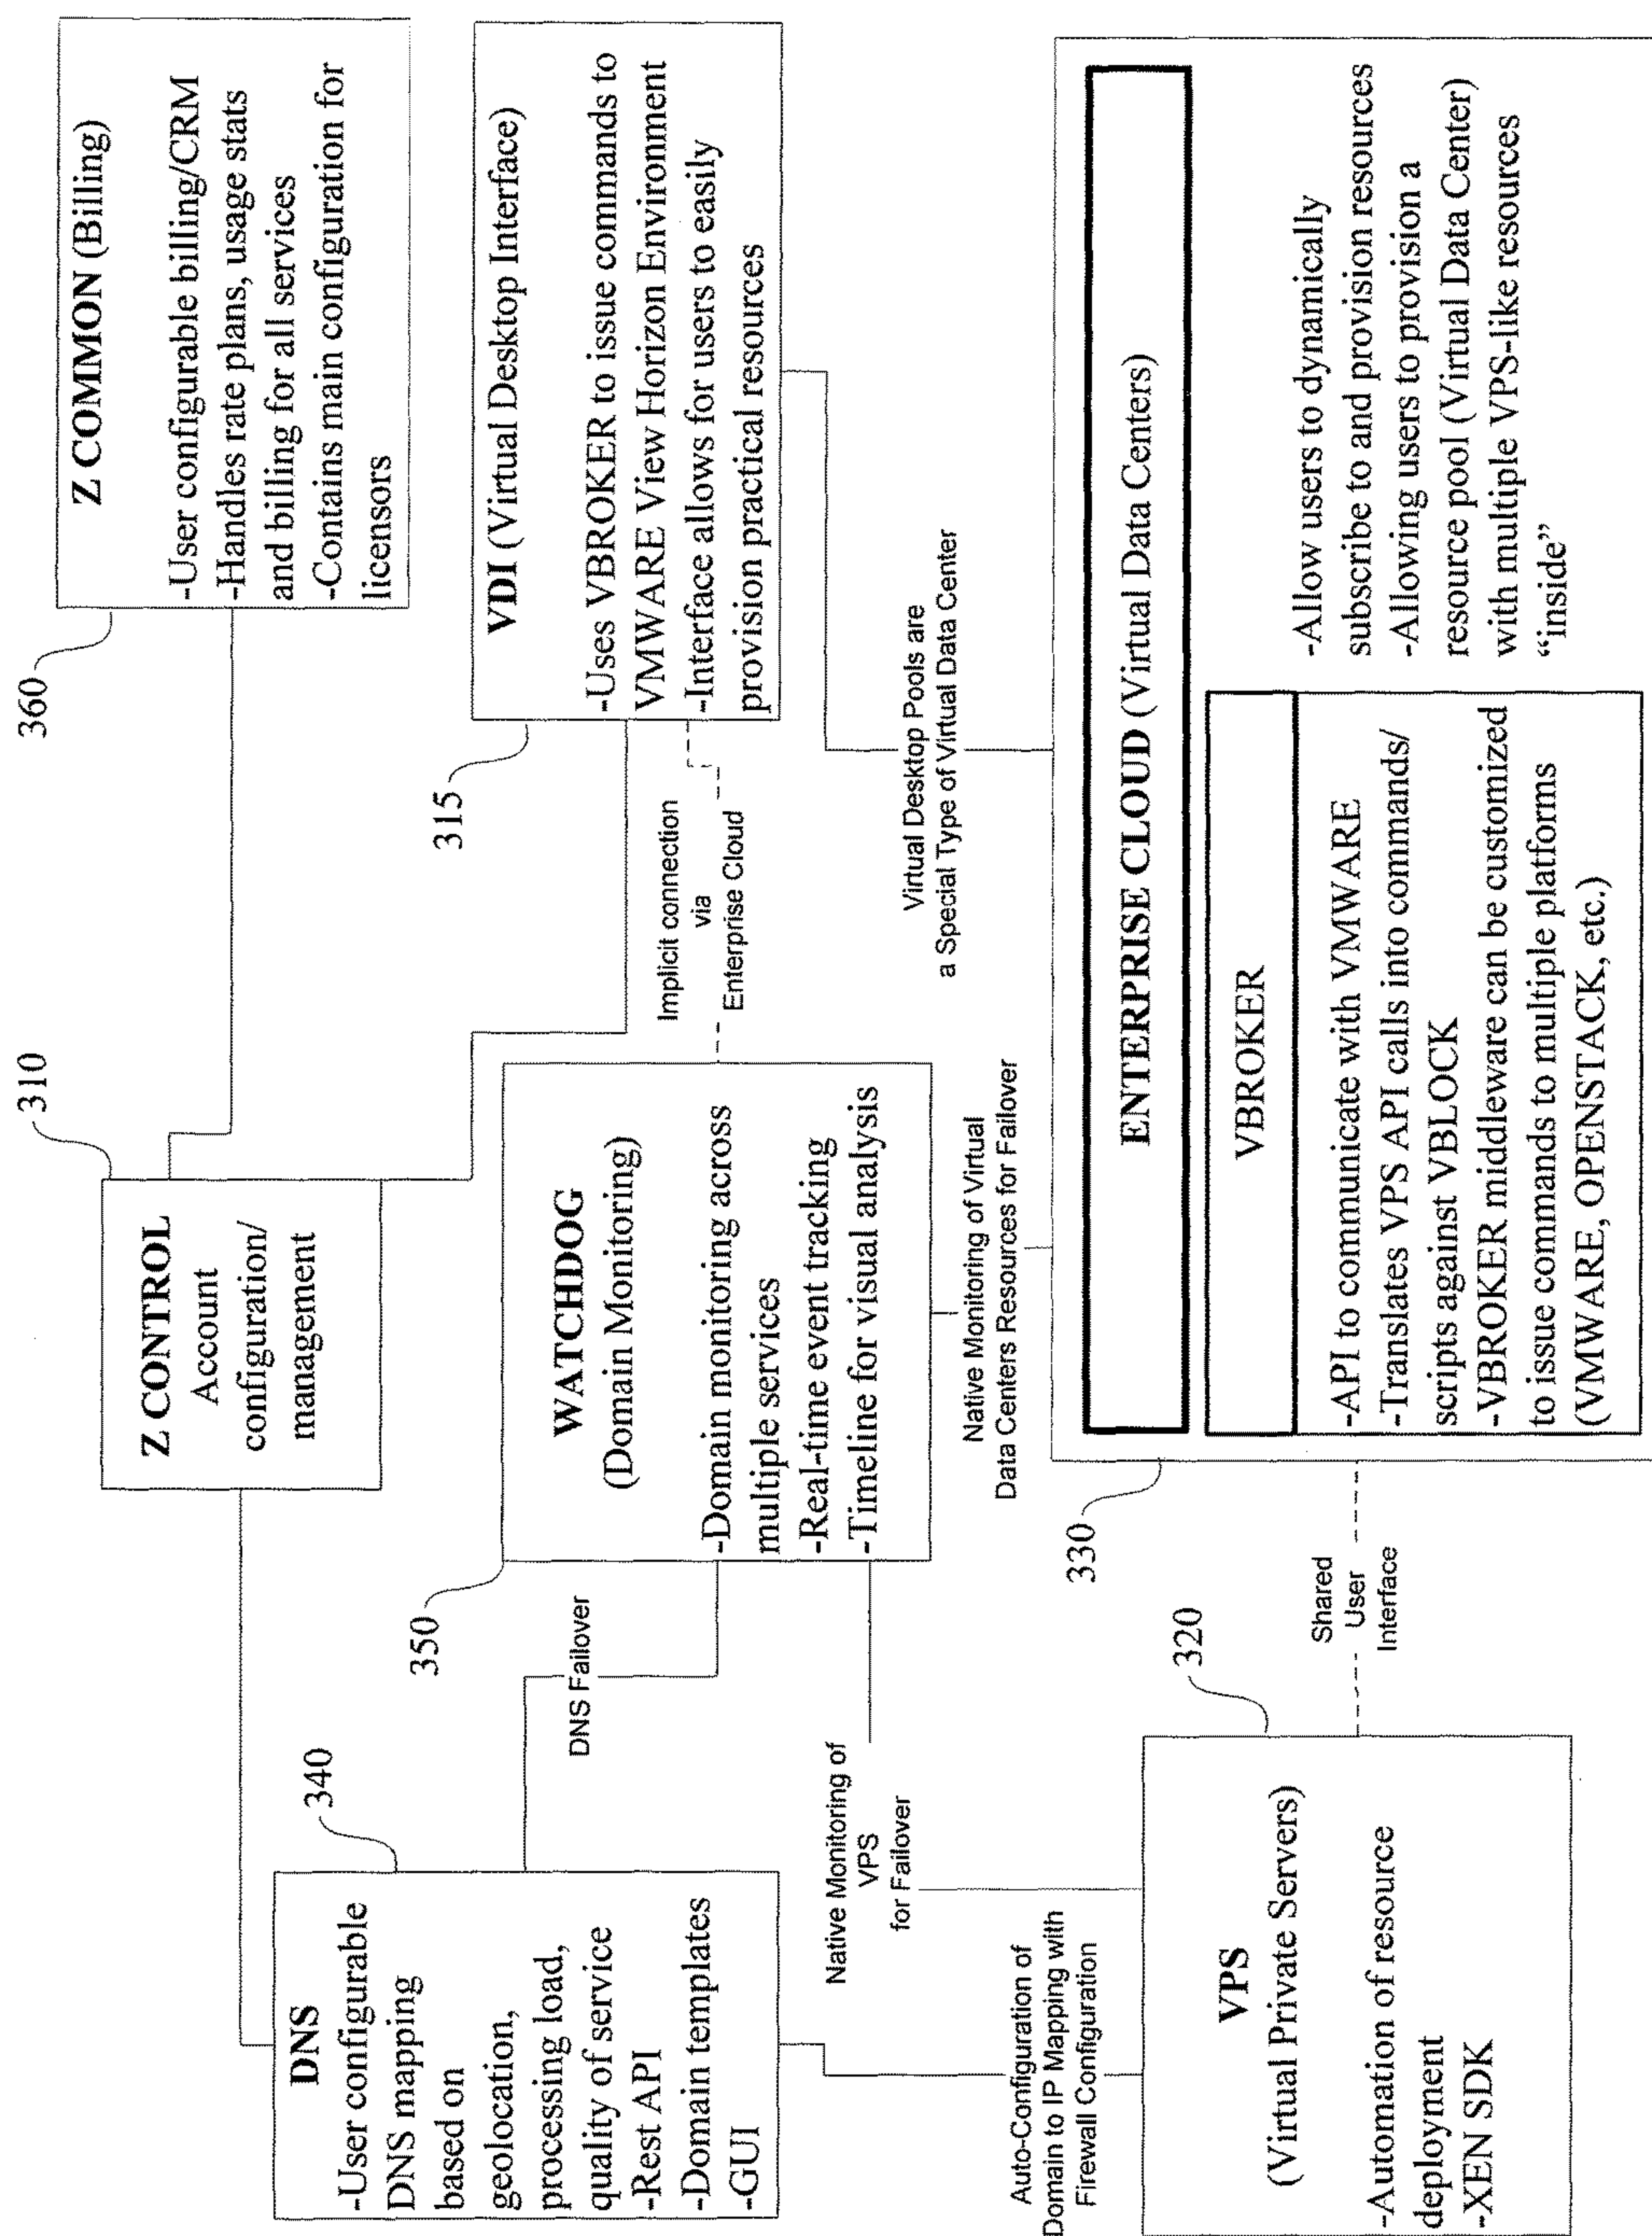 310
Z CONTROL
Account
configuration/
management
360
Z COMMON (Billing)
-User configurable billing/CRM
-Handles rate plans, usage stats
and billing for all services
-Contains main configuration for
licensors
340
DNS
-User configurable
DNS mapping
based on
geolocation,
processing load,
quality of service
-Rest API
-Domain templates
-GUI
DNS Failover
350
WATCHDOG
(Domain Monitoring)
-Domain monitoring across
multiple services
-Real-time event tracking
-Timeline for visual analysis
Implicit connection
via
Enterprise Cloud
315
VDI (Virtual Desktop Interface)
-Uses VBROKER to issue commands to
VMWARE View Horizon Environment
-Interface allows for users to easily
provision practical resources
Native Monitoring of
VPS
for Failover
Auto-Configuration of
Domain to IP Mapping with
Firewall Configuration
Native Monitoring of Virtual
Data Centers Resources for Failover
Virtual Desktop Pools are
a Special Type of Virtual Data Center
320
VPS
(Virtual Private Servers)
-Automation of resource
deployment
-XEN SDK
Shared
User
Interface
330
ENTERPRISE CLOUD (Virtual Data Centers)
VBROKER
-API to communicate with VMWARE
-Translates VPS API calls into commands/
scripts against VBLOCK
-VBROKER middleware can be customized
to issue commands to multiple platforms
(VMWARE, OPENSTACK, etc.)
-Allow users to dynamically
subscribe to and provision resources
-Allowing users to provision a
resource pool (Virtual Data Center)
with multiple VPS-like resources
“inside”